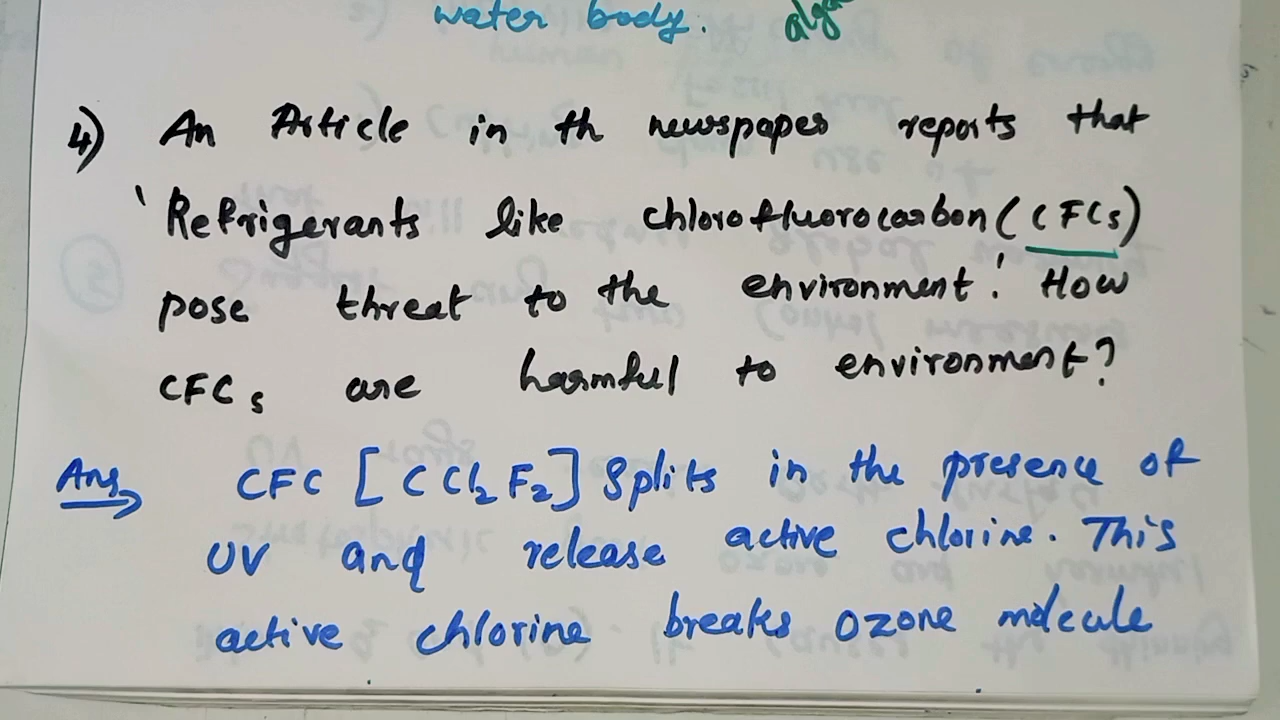 water body. alga
4) An Article in th newspaper reports that
'Refrigerants like chlorofluorocarbon (CFCs)
pose threat to the environment.' How
CFCs are harmful to environment?
Ans CFC [CCl₂F₂] Splits in the presence of
UV and release active chlorine. This
active chlorine breaks ozone molecule